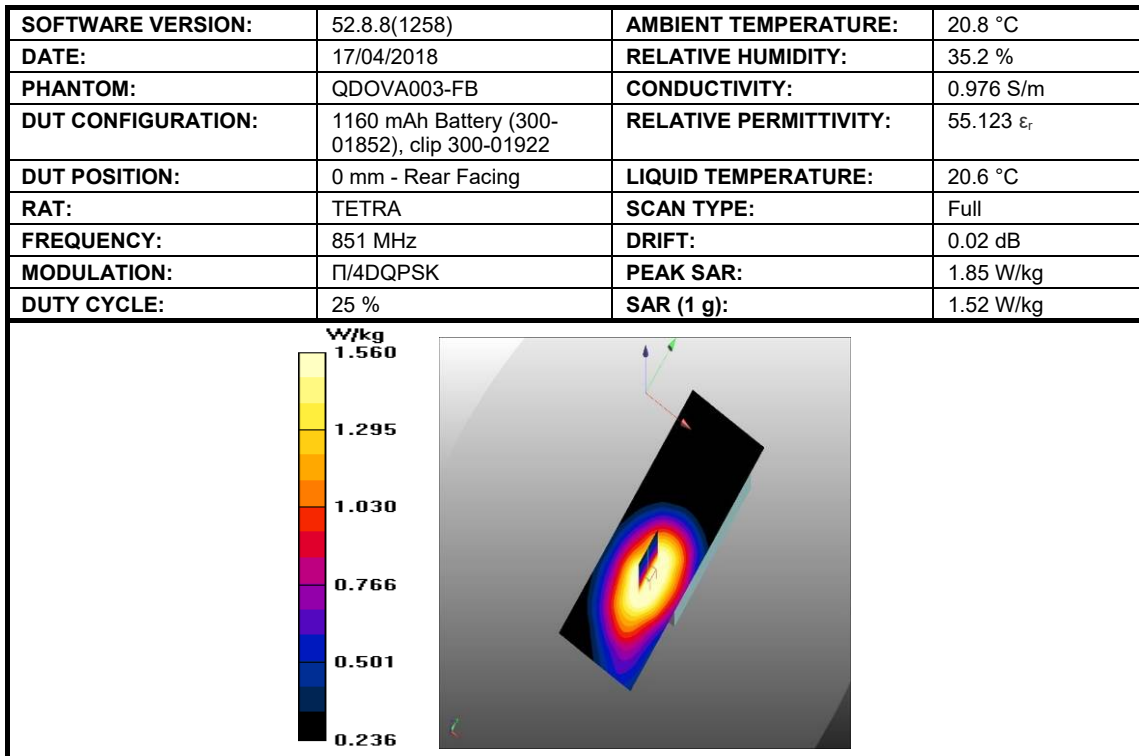 SOFTWARE VERSION: 52.8.8(1258) AMBIENT TEMPERATURE: 20.8 °C
DATE: 17/04/2018 RELATIVE HUMIDITY: 35.2 %
PHANTOM: QDOVA003-FB CONDUCTIVITY: 0.976 S/m
DUT CONFIGURATION: 1160 mAh Battery (300-
01852), clip 300-01922 RELATIVE PERMITTIVITY: 55.123 εr
DUT POSITION: 0 mm - Rear Facing LIQUID TEMPERATURE: 20.6 °C
RAT: TETRA SCAN TYPE: Full
FREQUENCY: 851 MHz DRIFT: 0.02 dB
MODULATION: Π/4DQPSK PEAK SAR: 1.85 W/kg
DUTY CYCLE: 25 % SAR (1 g): 1.52 W/kg
W/kg
1.560
1.295
1.030
0.766
0.501
0.236